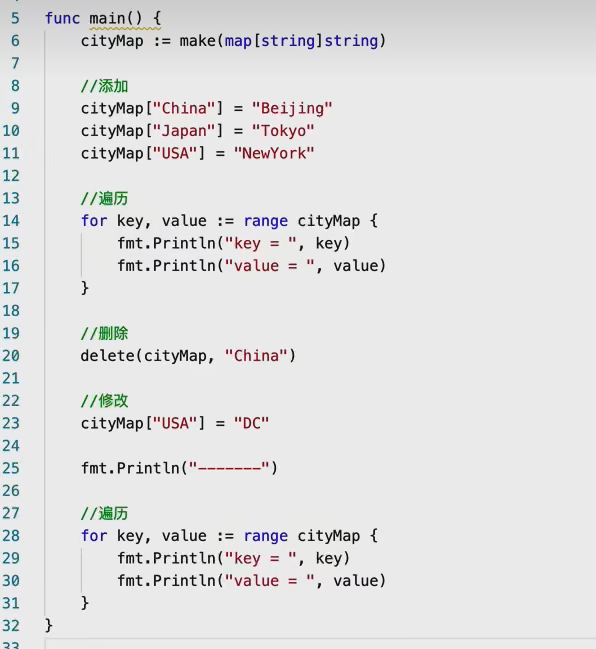 5 func main() {
6 cityMap := make(map[string]string)
7
8 //添加
9 cityMap["China"] = "Beijing"
10 cityMap["Japan"] = "Tokyo"
11 cityMap["USA"] = "NewYork"
12
13 //遍历
14 for key, value := range cityMap {
15 fmt.Println("key = ", key)
16 fmt.Println("value = ", value)
17 }
18
19 //删除
20 delete(cityMap, "China")
21
22 //修改
23 cityMap["USA"] = "DC"
24
25 fmt.Println("-------")
26
27 //遍历
28 for key, value := range cityMap {
29 fmt.Println("key = ", key)
30 fmt.Println("value = ", value)
31 }
32 }
33